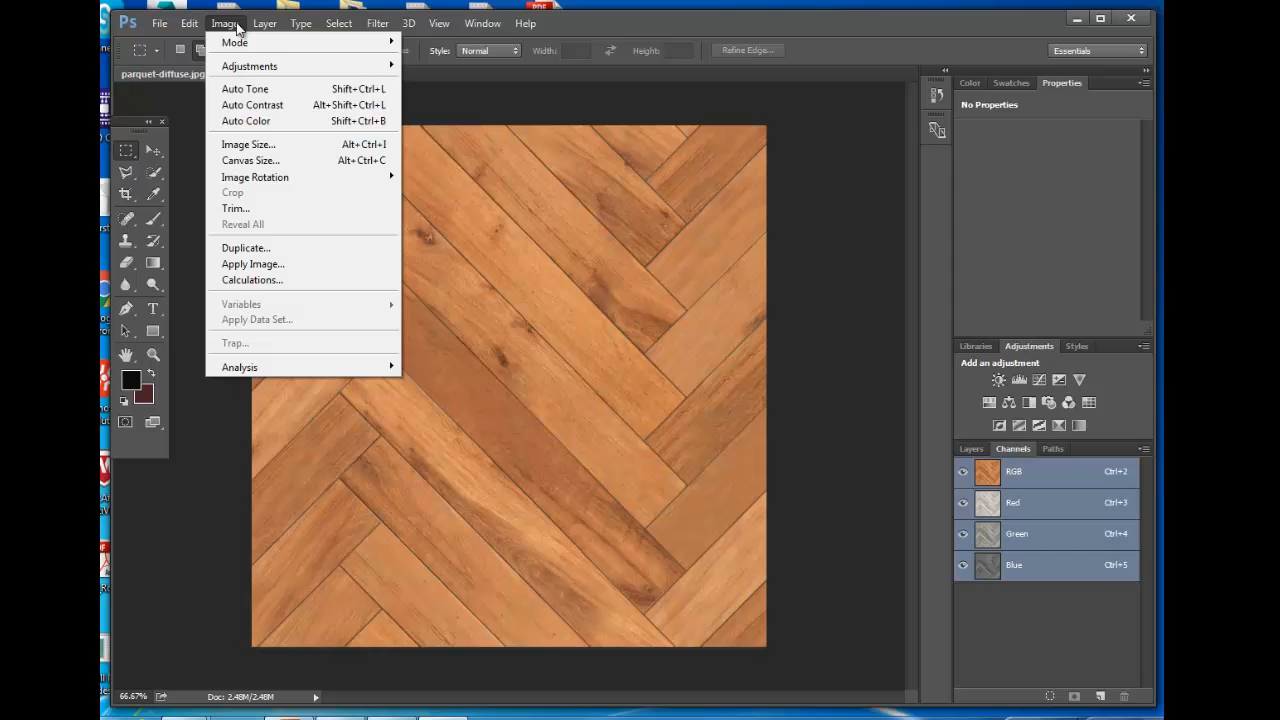 Ps File Edit Image Layer Type Select Filter 3D View Window Help
Style: Normal Width: Height: Refine Edge... Essentials
parquet-diffuse.jpg
Mode
Adjustments
Auto Tone Shift+Ctrl+L
Auto Contrast Alt+Shift+Ctrl+L
Auto Color Shift+Ctrl+B
Image Size... Alt+Ctrl+I
Canvas Size... Alt+Ctrl+C
Image Rotation
Crop
Trim...
Reveal All
Duplicate...
Apply Image...
Calculations...
Variables
Apply Data Set...
Trap...
Analysis
Color Swatches Properties
No Properties
Libraries Adjustments Styles
Add an adjustment
Layers Channels Paths
RGB Ctrl+2
Red Ctrl+3
Green Ctrl+4
Blue Ctrl+5
66.67% Doc: 2.48M/2.48M